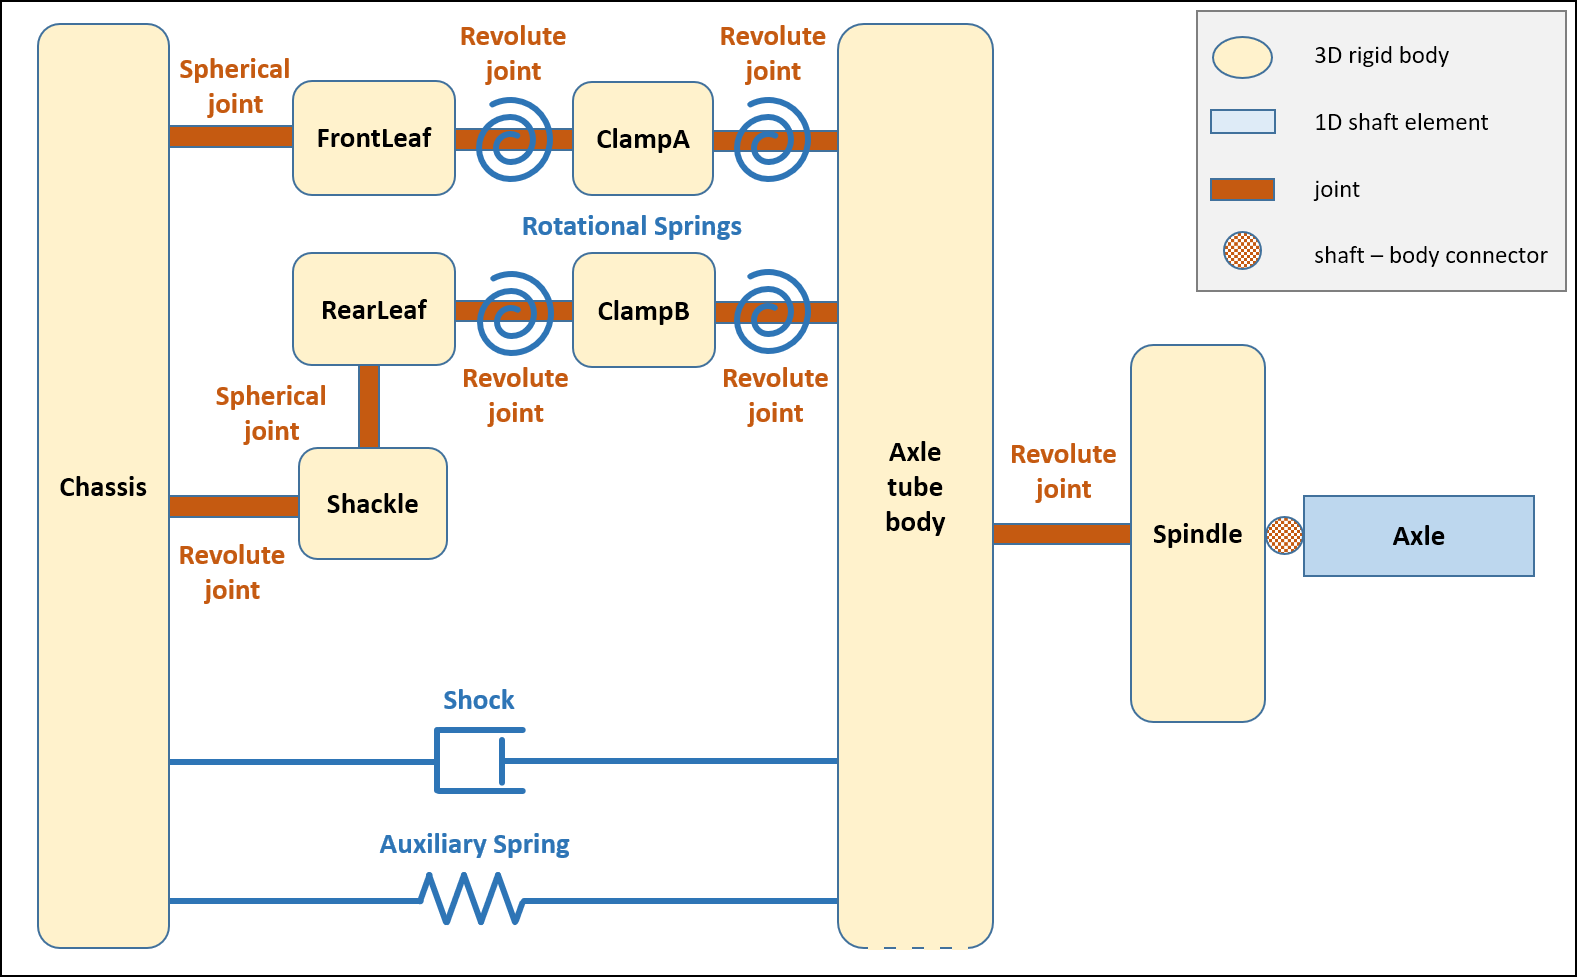 Revolute
joint
Revolute
joint
Spherical
joint
FrontLeaf
ClampA
Rotational Springs
RearLeaf
ClampB
Revolute
joint
Revolute
joint
Spherical
joint
Chassis
Shackle
Revolute
joint
Axle
tube
body
Revolute
joint
Spindle
Axle
Shock
Auxiliary Spring
3D rigid body
1D shaft element
joint
shaft – body connector